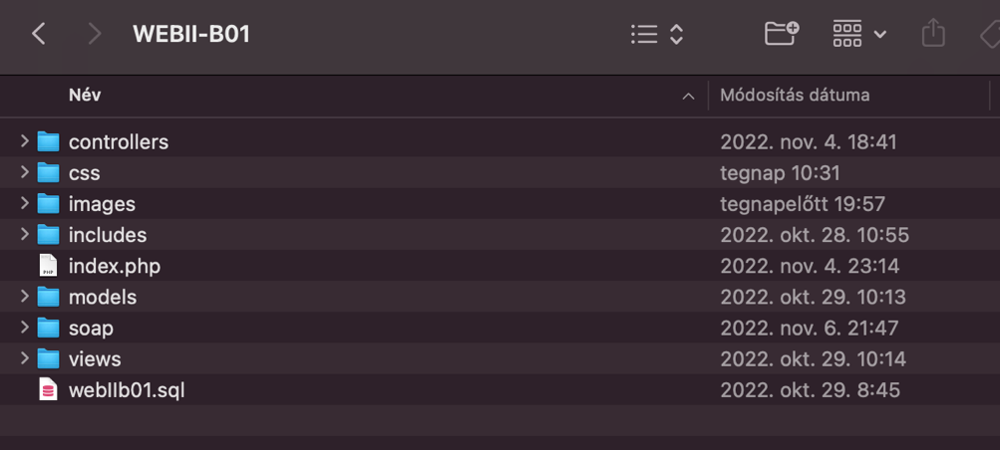 WEBII-B01
Név Módosítás dátuma
controllers 2022. nov. 4. 18:41
css tegnap 10:31
images tegnapelőtt 19:57
includes 2022. okt. 28. 10:55
PHP index.php 2022. nov. 4. 23:14
models 2022. okt. 29. 10:13
soap 2022. nov. 6. 21:47
views 2022. okt. 29. 10:14
webIIb01.sql 2022. okt. 29. 8:45